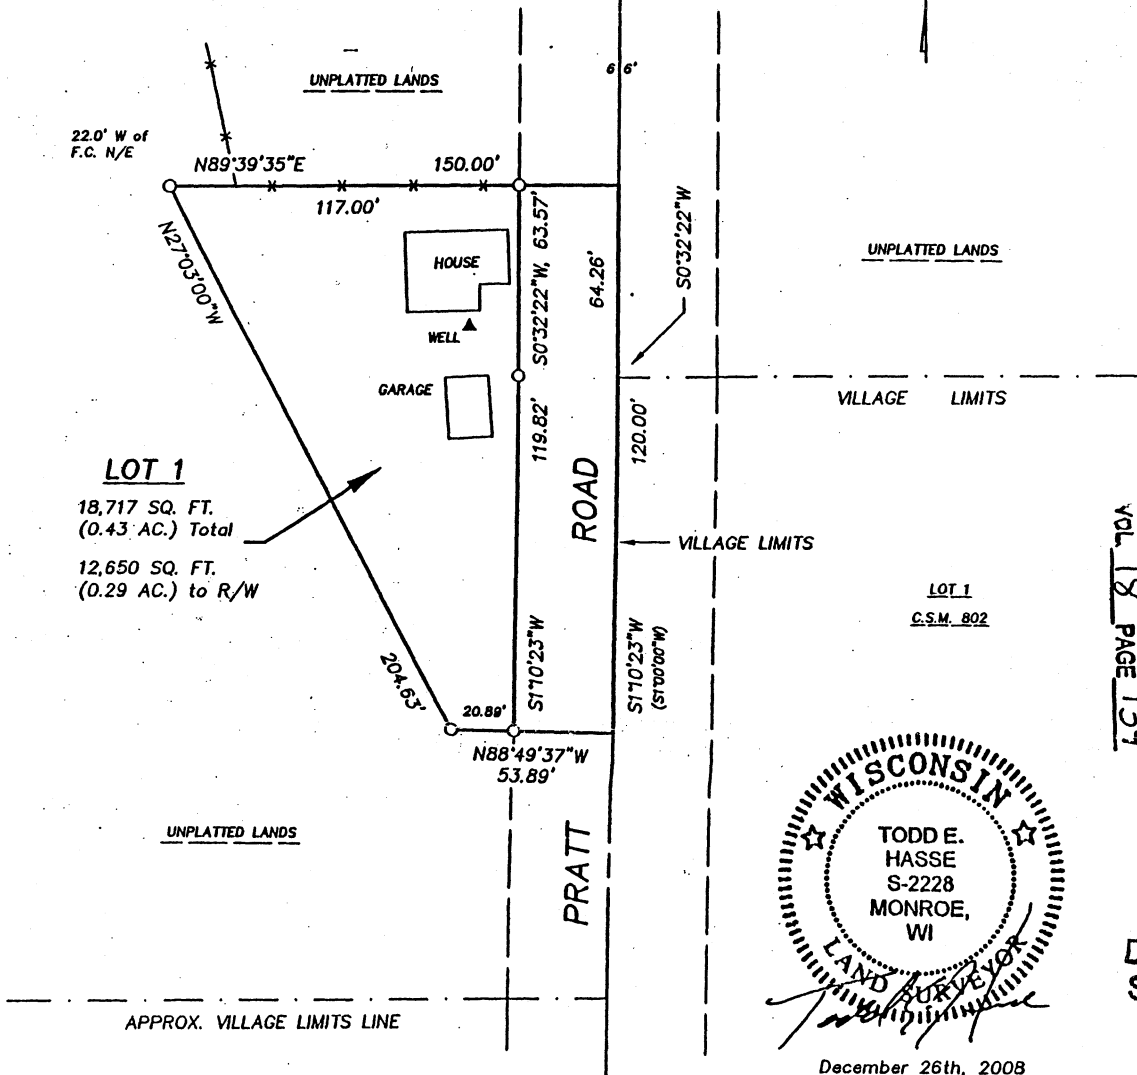 UNPLATTED LANDS
66'
22.0' W of
F.C. N/E
N89°39'35"E
150.00'
117.00'
N27°03'00"W
HOUSE
WELL
GARAGE
S0°32'22"W, 63.57'
64.26'
S0°32'22"W
UNPLATTED LANDS
VILLAGE LIMITS
119.82'
120.00'
ROAD
LOT 1
18,717 SQ. FT.
(0.43 AC.) Total
12,650 SQ. FT.
(0.29 AC.) to R/W
VILLAGE LIMITS
LOT 1
C.S.M. 802
VOL 18 PAGE
204.63'
20.89'
S1°10'23"W
S1°10'23"W
(S1°00'00"W)
N88°49'37"W
53.89'
UNPLATTED LANDS
PRATT
WISCONSIN
TODD E.
HASSE
S-2228
MONROE,
WI
LAND SURVEYOR
APPROX. VILLAGE LIMITS LINE
December 26th, 2008